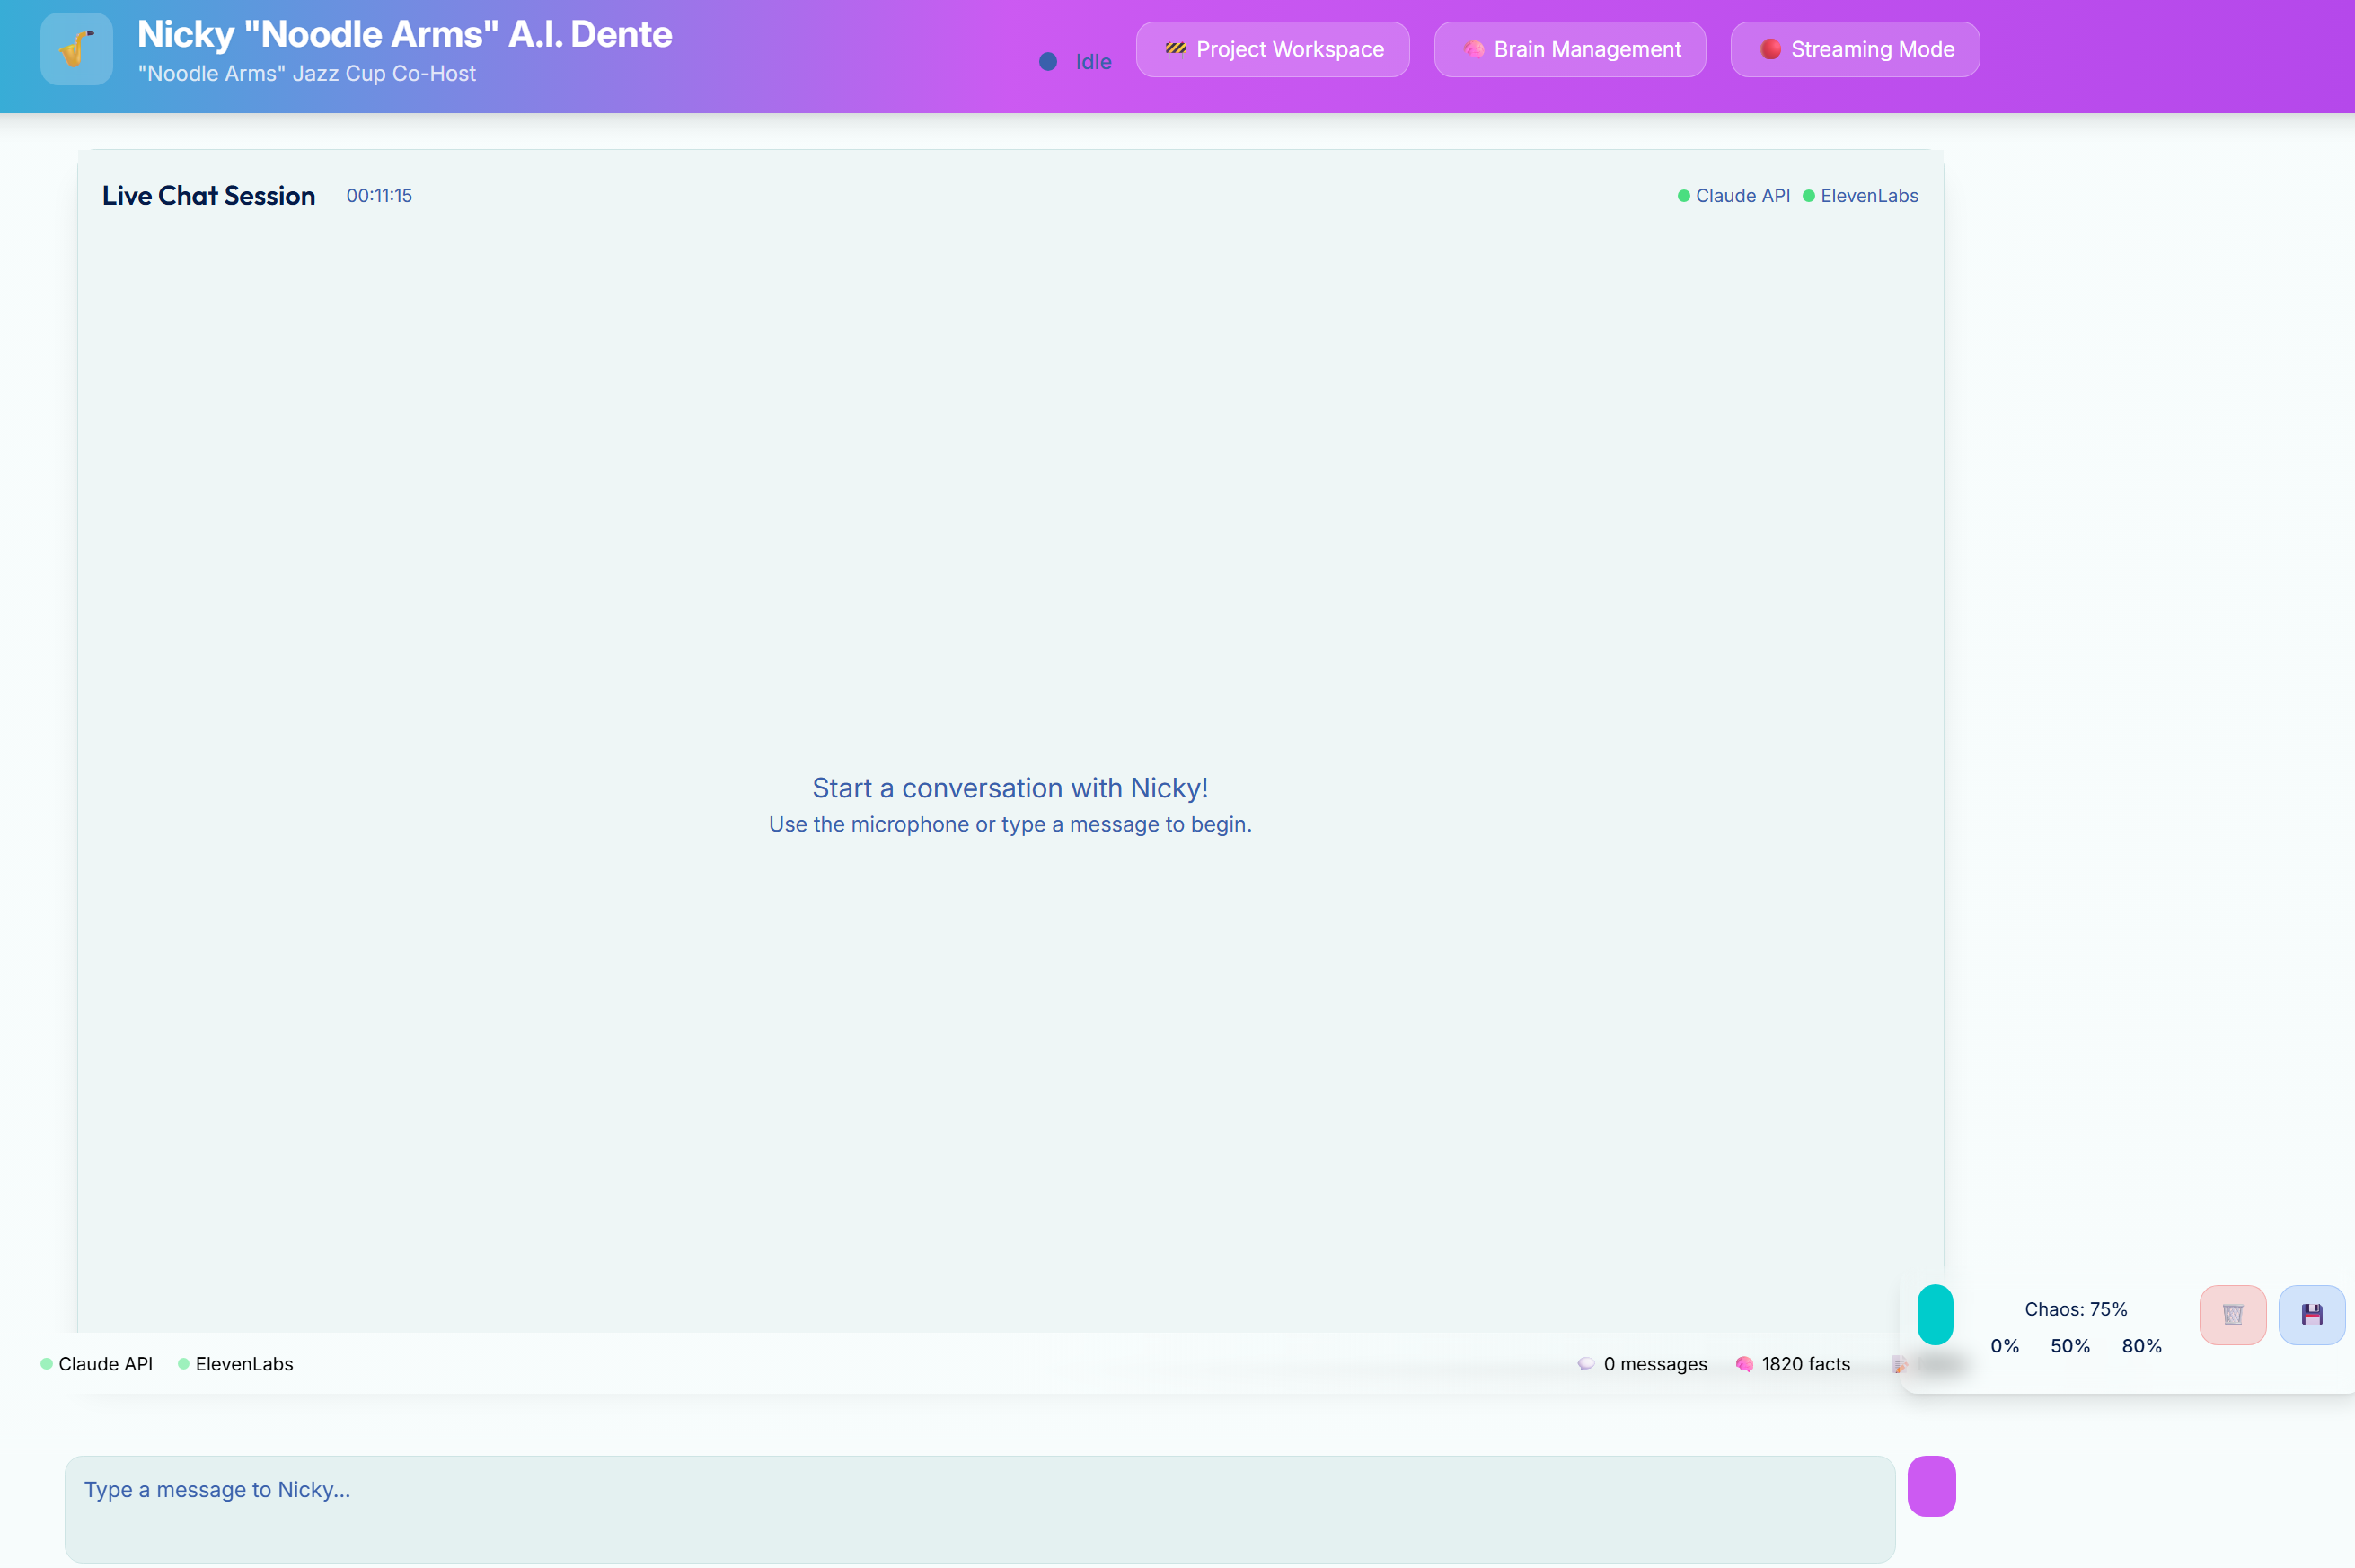 Nicky "Noodle Arms" A.I. Dente
"Noodle Arms" Jazz Cup Co-Host
Idle
Project Workspace
Brain Management
Streaming Mode
Live Chat Session
00:11:15
Claude API
ElevenLabs
Start a conversation with Nicky!
Use the microphone or type a message to begin.
Claude API
ElevenLabs
0 messages
1820 facts
Chaos: 75%
0%
50%
80%
Type a message to Nicky...